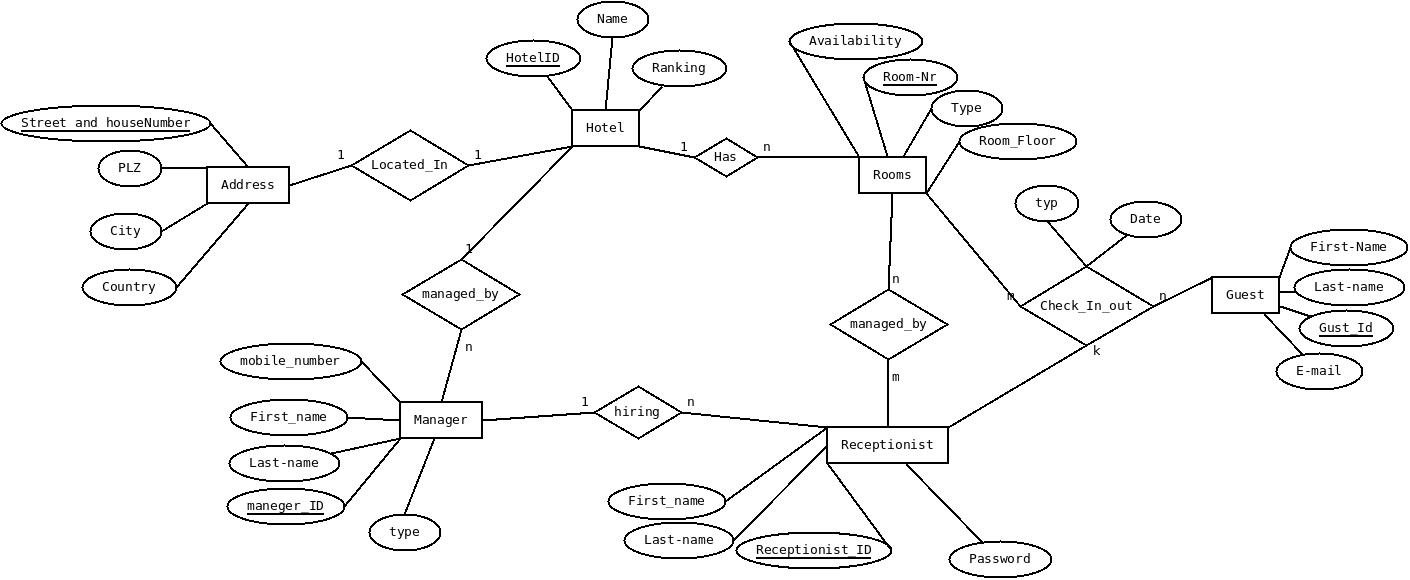 Name
HotelID
Ranking
Availability
Room-Nr
Type
Room_Floor
Street and houseNumber
PLZ
City
Country
Address
1
Located_In
1
Hotel
1
Has
n
Rooms
typ
Date
First-Name
Last-name
Gust_Id
E-mail
Guest
n
Check_In_out
m
k
1
managed_by
n
n
managed_by
m
mobile_number
First_name
Last-name
maneger_ID
type
Manager
1
hiring
n
Receptionist
First_name
Last-name
Receptionist_ID
Password